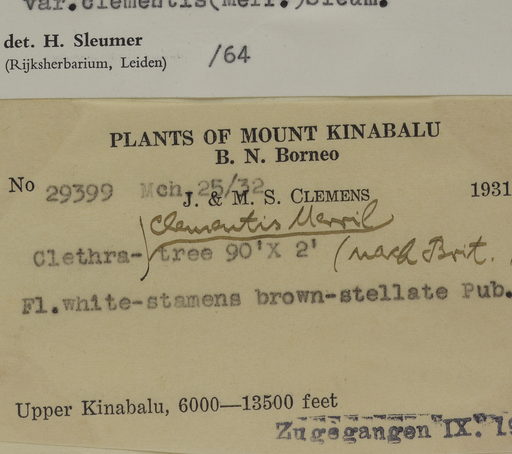 var.clementis(Merr.)Sleum.
det. H. Sleumer
(Rijksherbarium, Leiden) /64
PLANTS OF MOUNT KINABALU
B. N. Borneo
No 29399 Mch 25/32 1931
J. & M. S. CLEMENS
Clementis Merril
Clethra- tree 90'X 2' (nach Brit.
Fl.white-stamens brown-stellate Pub.
Upper Kinabalu, 6000—13500 feet
Zugegangen IX. 19